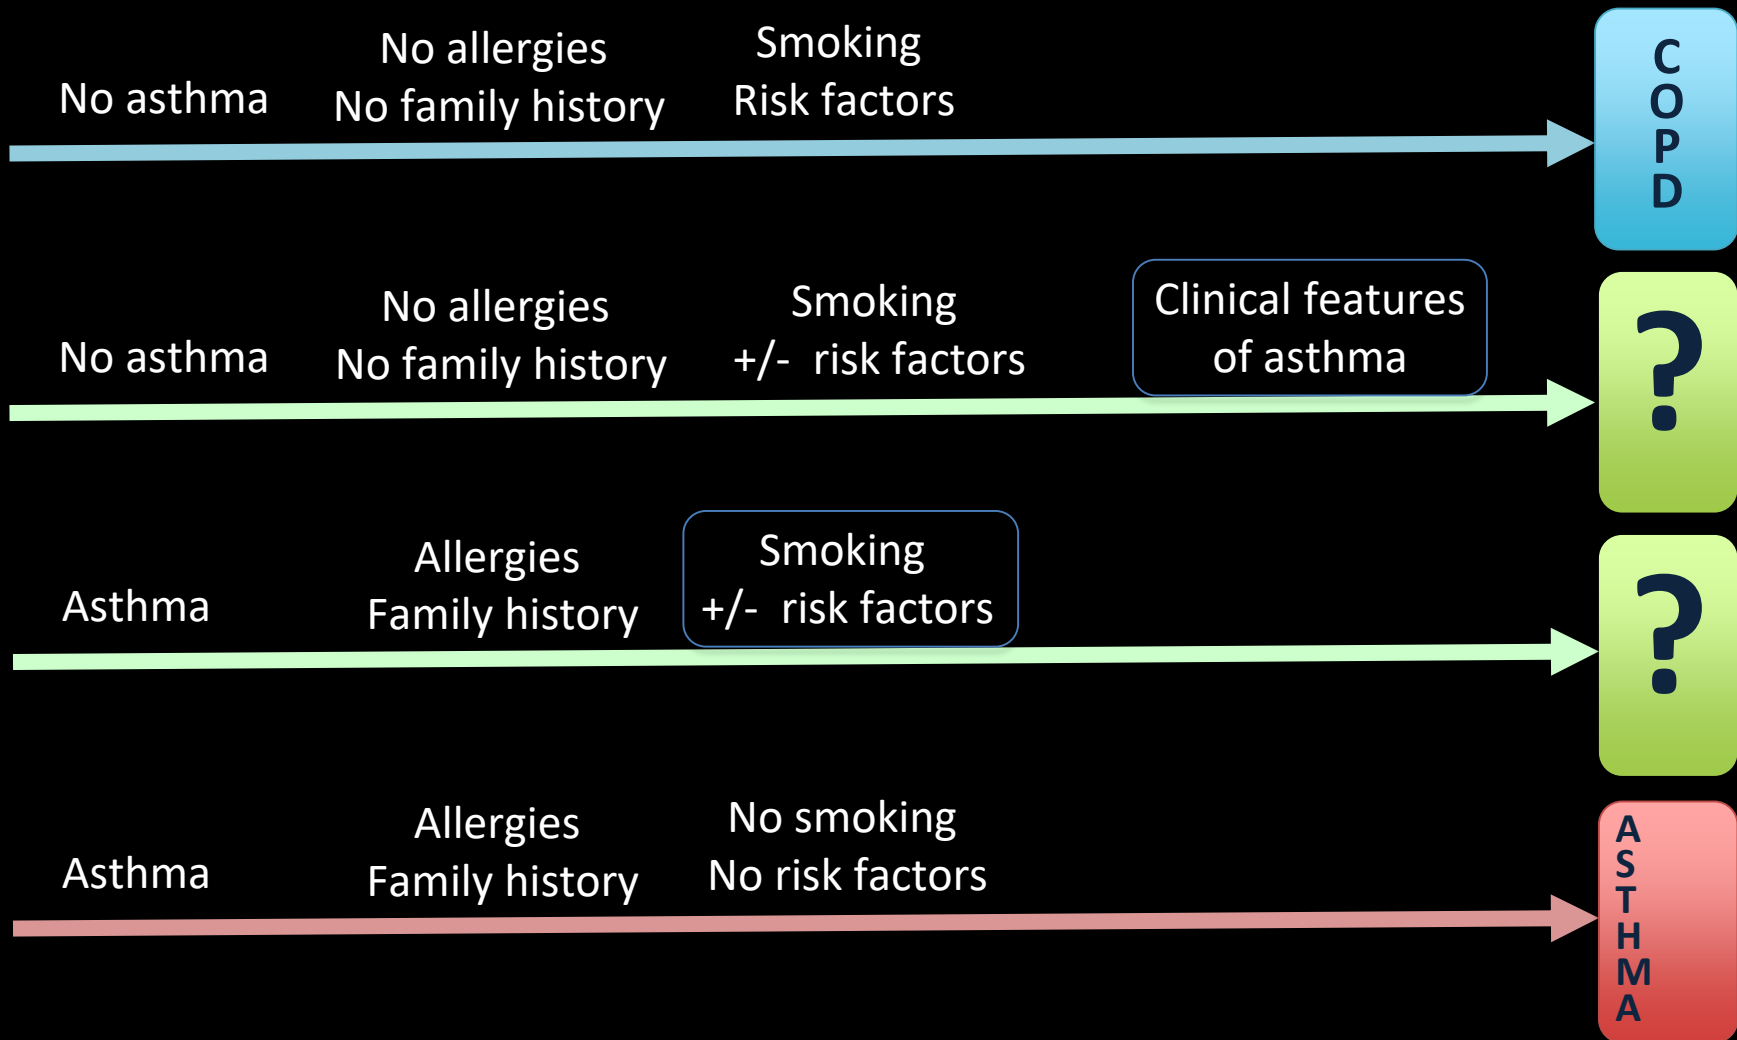 No asthma
No allergies
No family history
Smoking
Risk factors
C
O
P
D
No asthma
No allergies
No family history
Smoking
+/- risk factors
Clinical features
of asthma
?
Asthma
Allergies
Family history
Smoking
+/- risk factors
?
Asthma
Allergies
Family history
No smoking
No risk factors
A
S
T
H
M
A